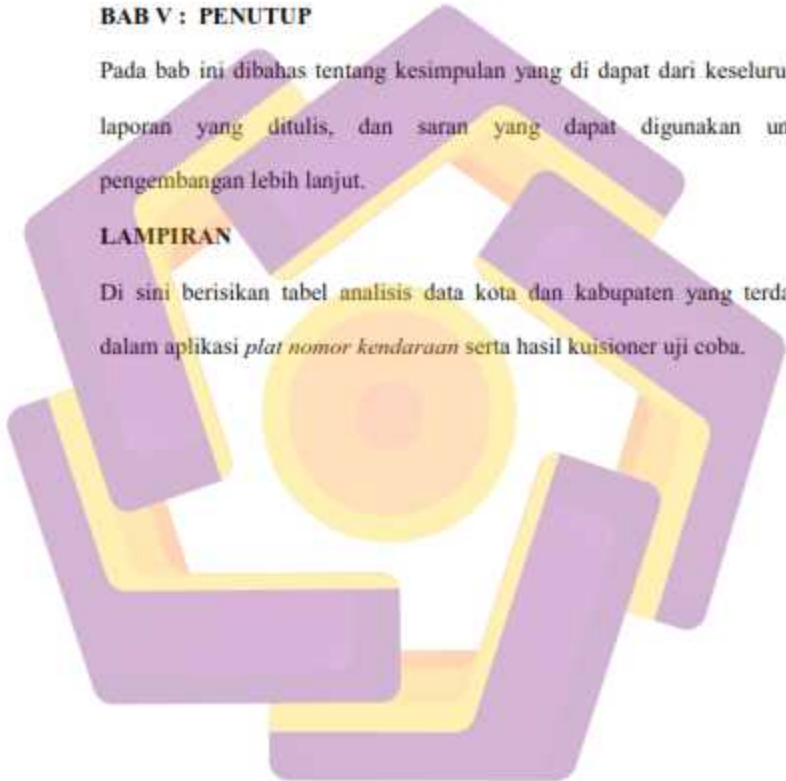 BAB V : PENUTUP
Pada bab ini dibahas tentang kesimpulan yang di dapat dari keseluru
laporan yang ditulis, dan saran yang dapat digunakan un
pengembangan lebih lanjut.
LAMPIRAN
Di sini berisikan tabel analisis data kota dan kabupaten yang terda
dalam aplikasi plat nomor kendaraan serta hasil kuisioner uji coba.